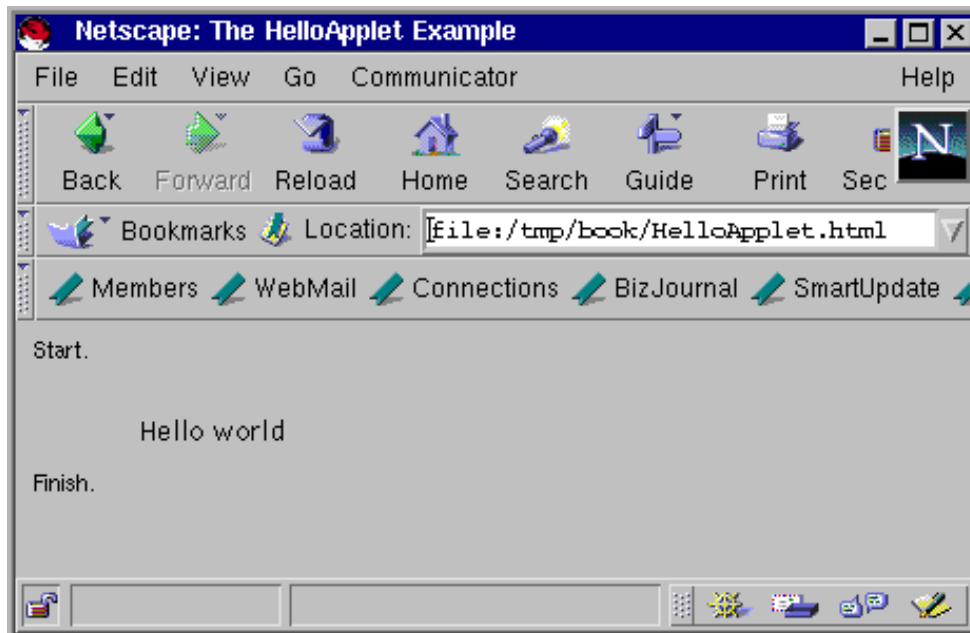 Netscape: The HelloApplet Example
File Edit View Go Communicator Help
Back Forward Reload Home Search Guide Print Sec
N
Bookmarks Location: file:/tmp/book/HelloApplet.html
Members WebMail Connections BizJournal SmartUpdate
Start.
Hello world
Finish.